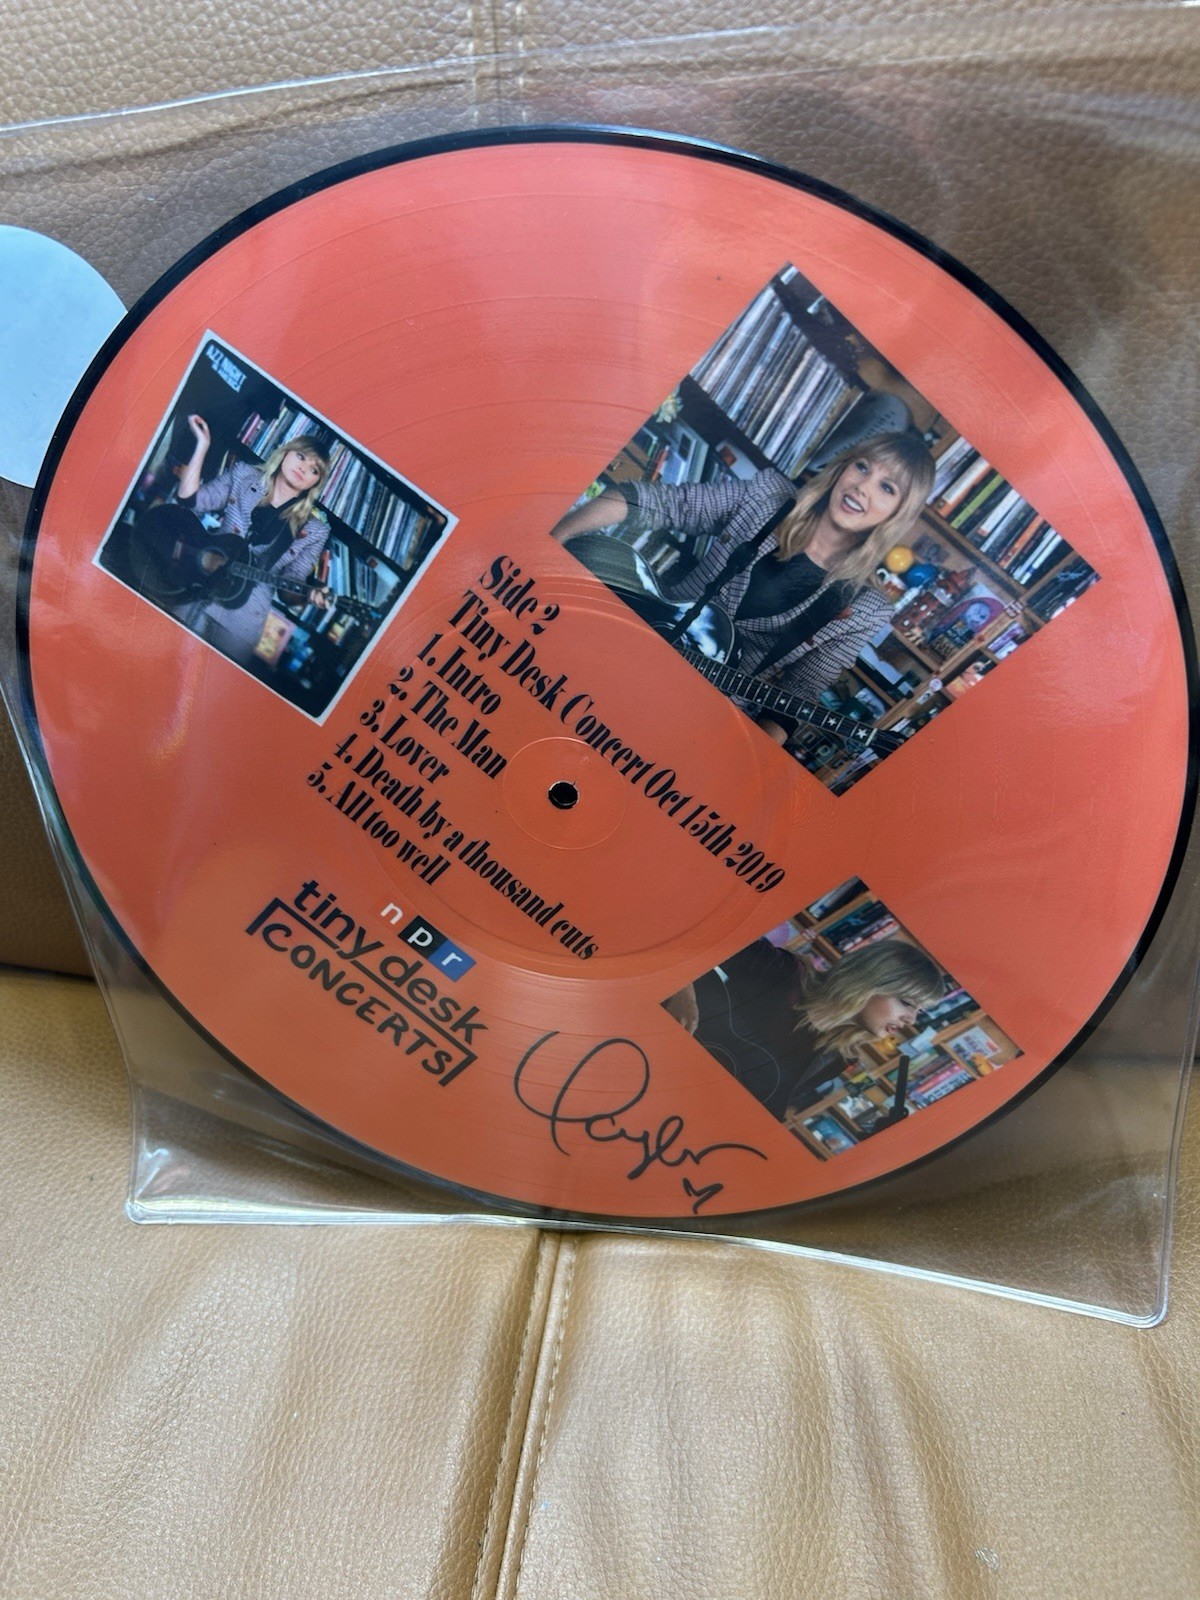 Side 2
Tiny Desk Concert Oct 15th 2019
1. Intro
2. The Man
3. Lover
4. Death by a thousand cuts
5. All too well
npr
tiny desk
CONCERTS
Taylor